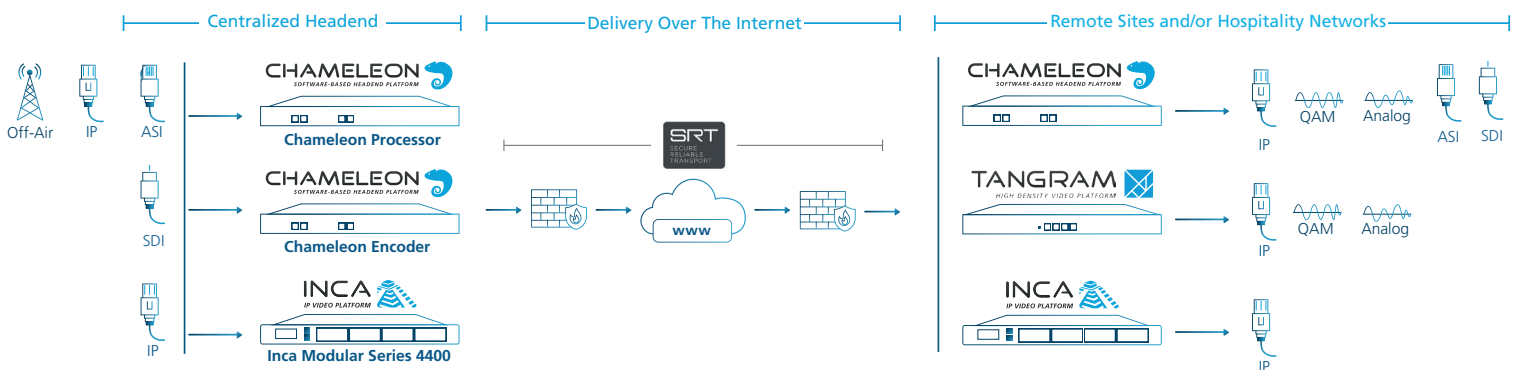 Centralized Headend
Delivery Over The Internet
Remote Sites and/or Hospitality Networks
Off-Air
IP
ASI
CHAMELEON
SOFTWARE-BASED HEADEND PLATFORM
Chameleon Processor
SDI
CHAMELEON
SOFTWARE-BASED HEADEND PLATFORM
Chameleon Encoder
IP
INCA
IP VIDEO PLATFORM
Inca Modular Series 4400
SRT
SECURE
RELIABLE
TRANSPORT
www
CHAMELEON
SOFTWARE-BASED HEADEND PLATFORM
IP
QAM
Analog
ASI
SDI
TANGRAM
HIGH DENSITY VIDEO PLATFORM
IP
QAM
Analog
INCA
IP VIDEO PLATFORM
IP